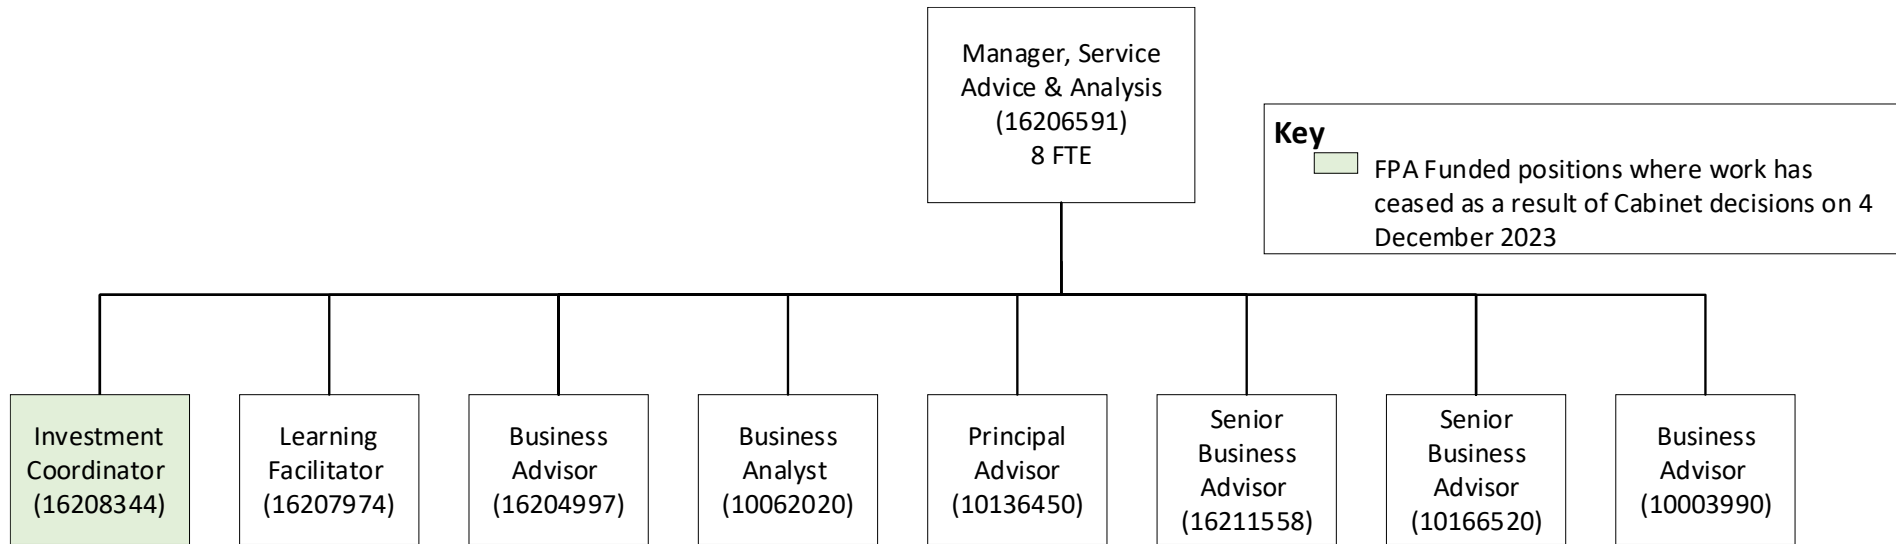 Manager, Service
Advice & Analysis
(16206591)
8 FTE
Key
FPA Funded positions where work has
ceased as a result of Cabinet decisions on 4
December 2023
Investment
Coordinator
(16208344)
Learning
Facilitator
(16207974)
Business
Advisor
(16204997)
Business
Analyst
(10062020)
Principal
Advisor
(10136450)
Senior
Business
Advisor
(16211558)
Senior
Business
Advisor
(10166520)
Business
Advisor
(10003990)